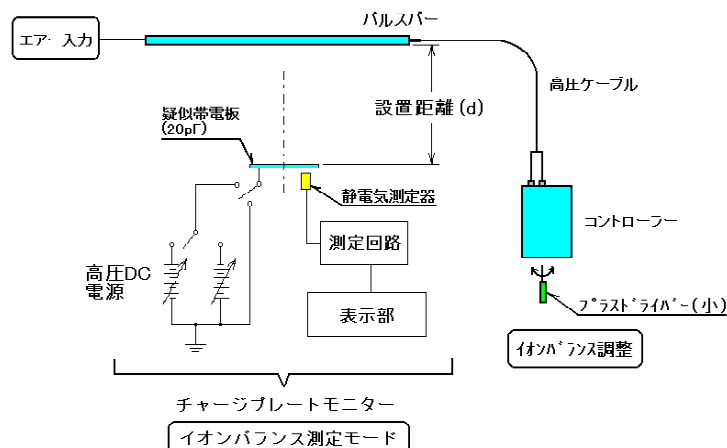 パルスバー
エアー入力
高圧ケーブル
設置距離(d)
疑似帯電板
(20pF)
静電気測定器
コントローラー
測定回路
高圧DC
電源
表示部
プラスドライバー(小)
イオンバランス調整
チャージプレートモニター
イオンバランス測定モード